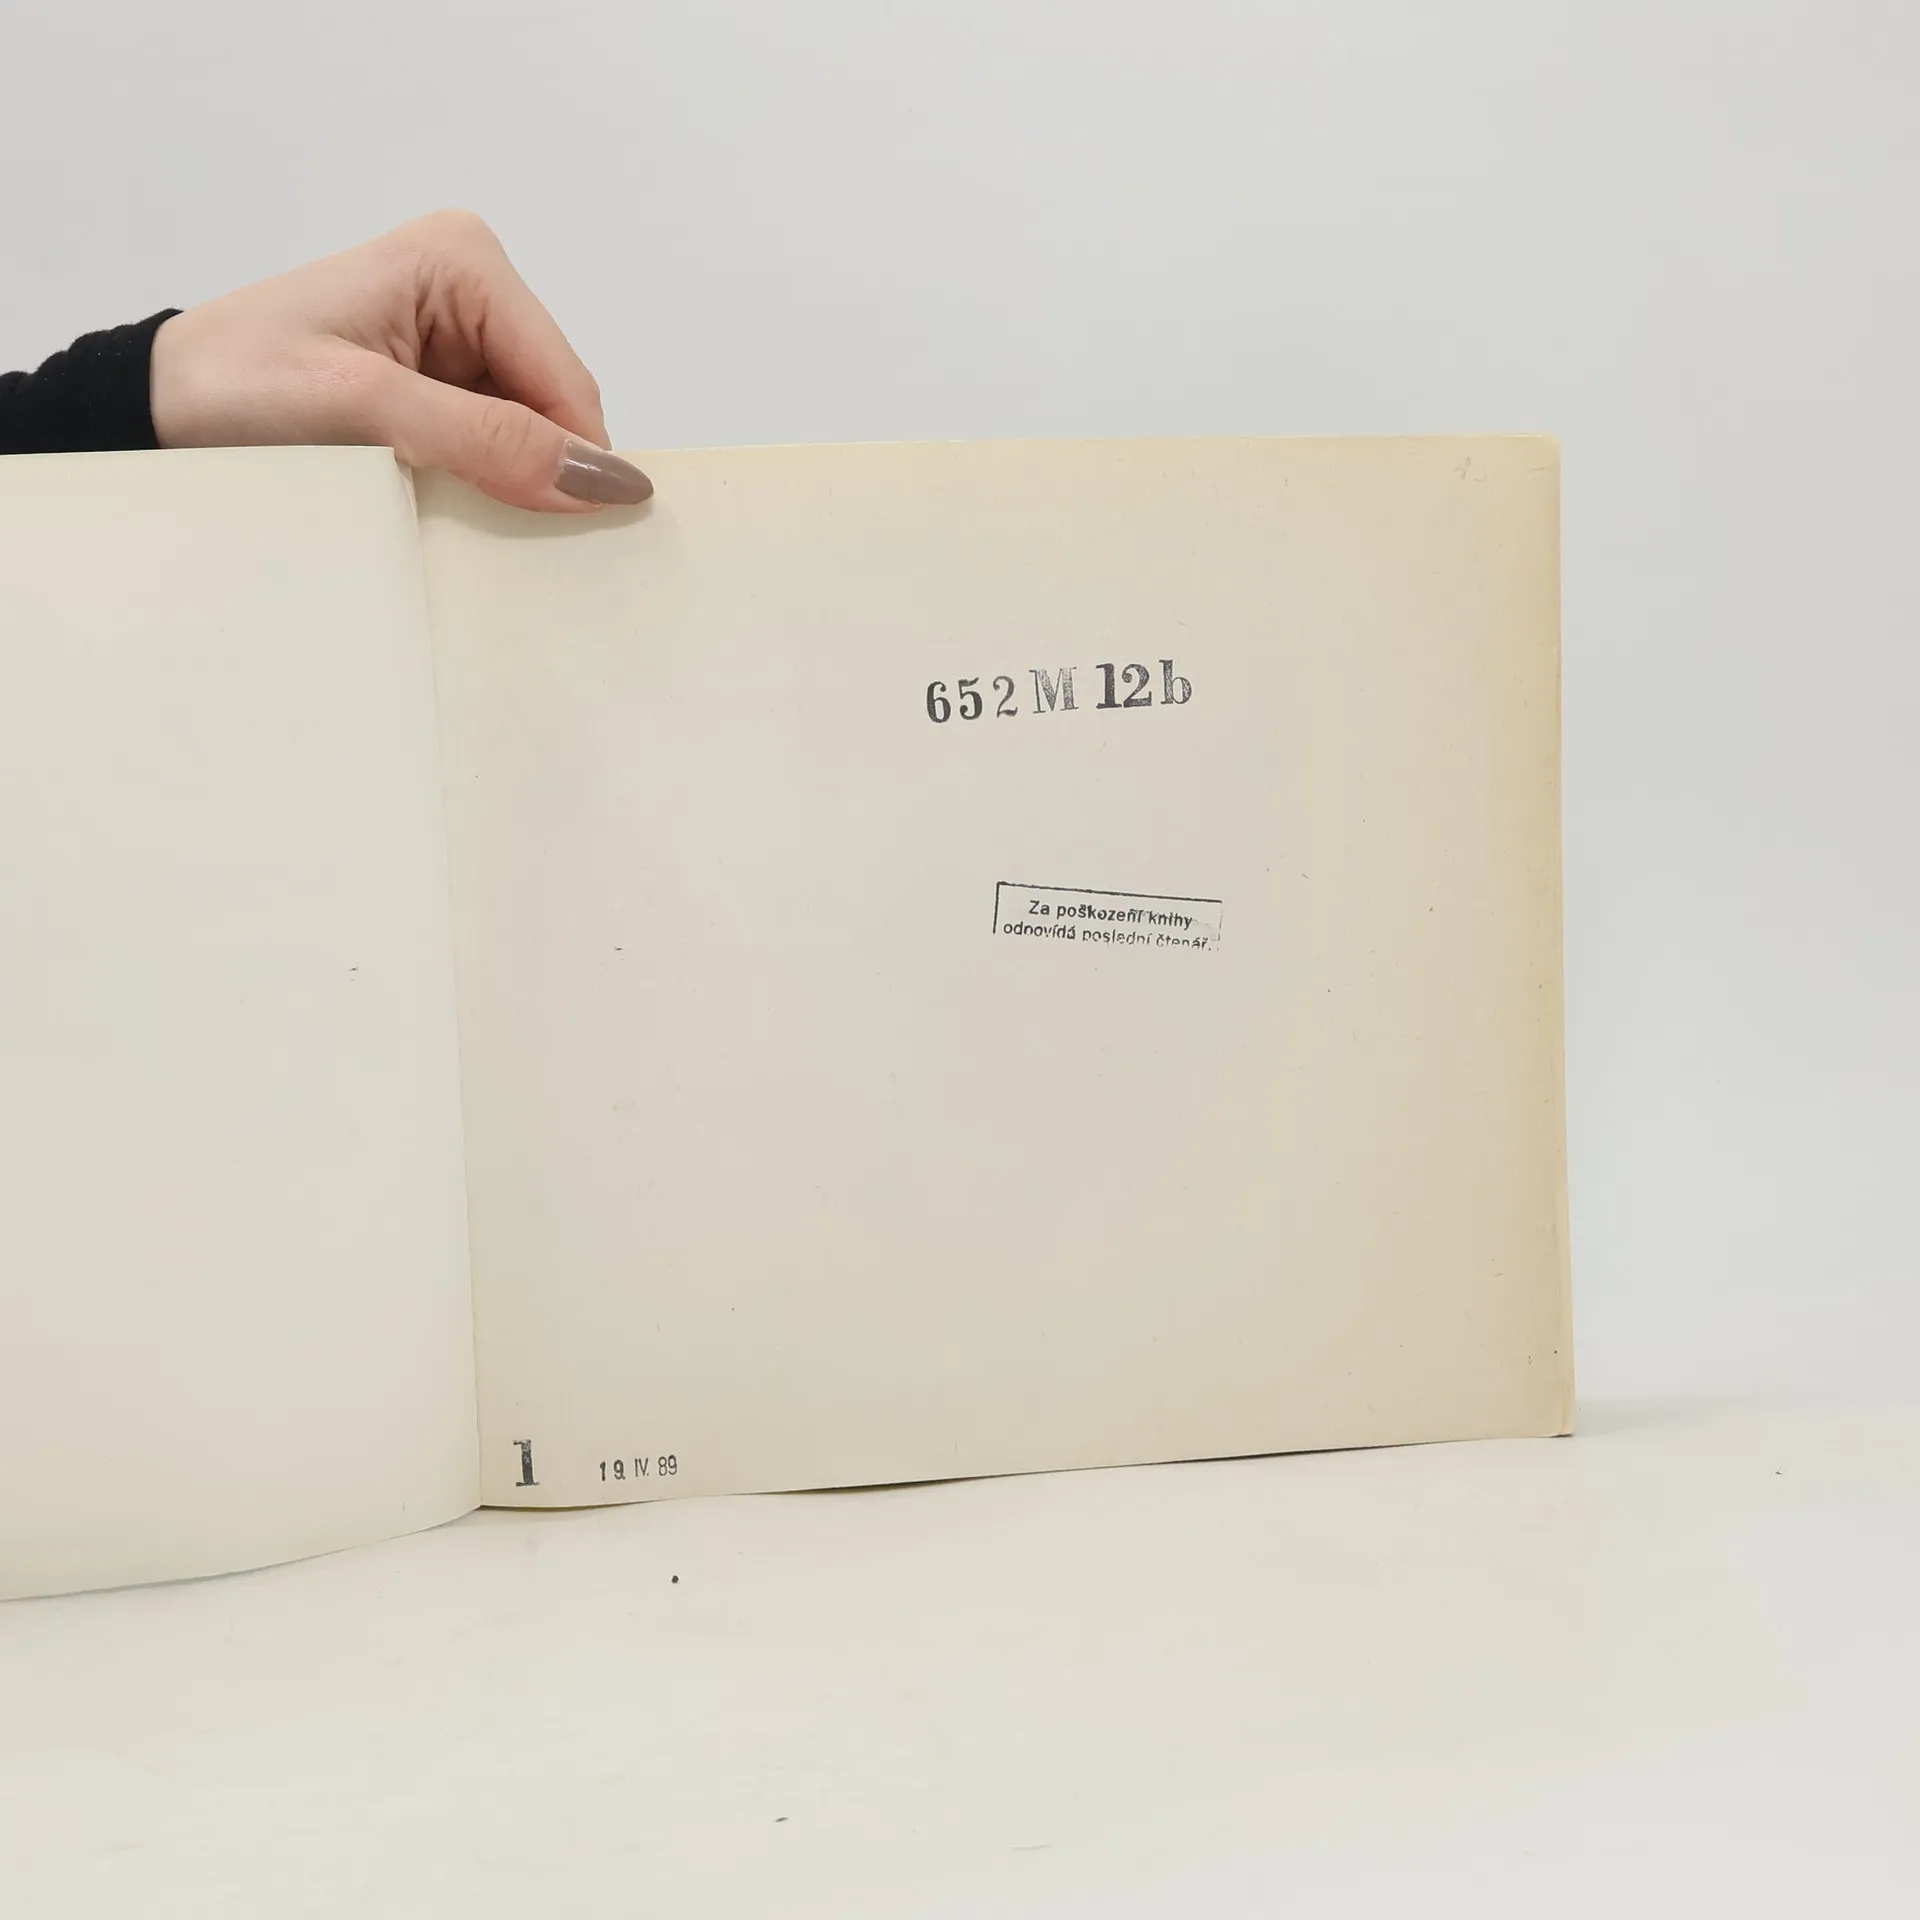 652 M 12b
Za poškození knihy
odpovídá poslední čtenář.
1 19. IV. 89